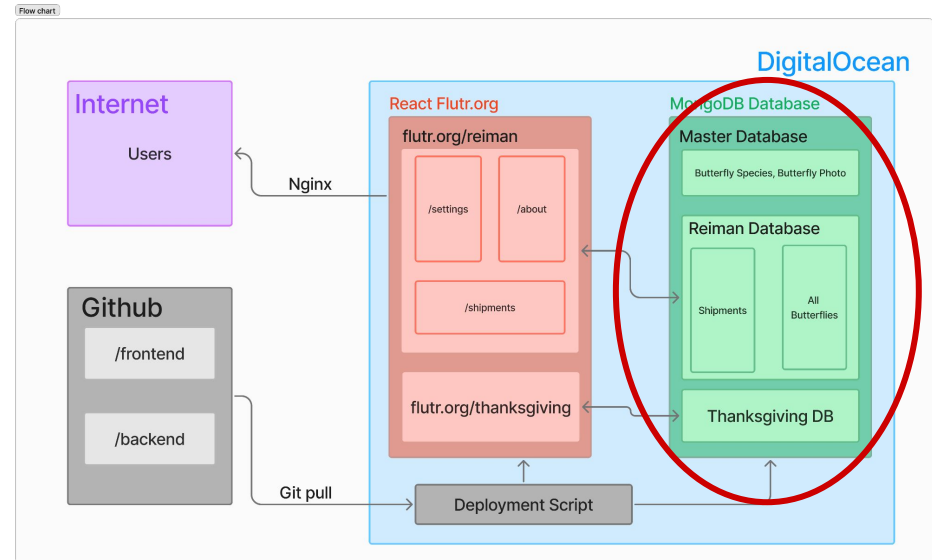 Flow chart
DigitalOcean
Internet
Users
Nginx
React Flutr.org
flutr.org/reiman
/settings
/about
/shipments
flutr.org/thanksgiving
MongoDB Database
Master Database
Butterfly Species, Butterfly Photo
Reiman Database
Shipments
All
Butterflies
Thanksgiving DB
Github
/frontend
/backend
Git pull
Deployment Script